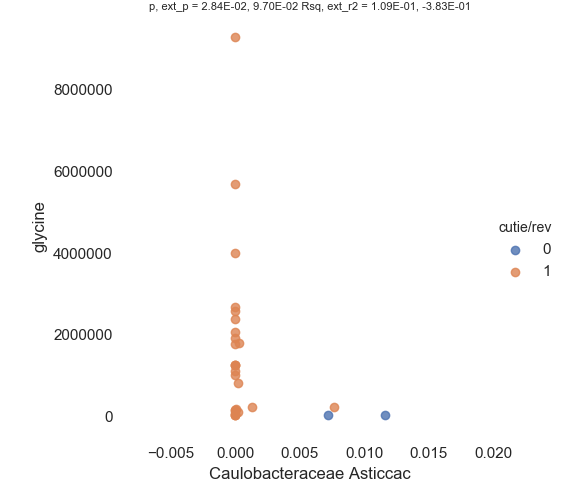 p, ext_p = 2.84E-02, 9.70E-02 Rsq, ext_r2 = 1.09E-01, -3.83E-01
8000000
6000000
4000000
2000000
0
glycine
cutie/rev
0
1
−0.005 0.000 0.005 0.010 0.015 0.020
Caulobacteraceae Asticcac